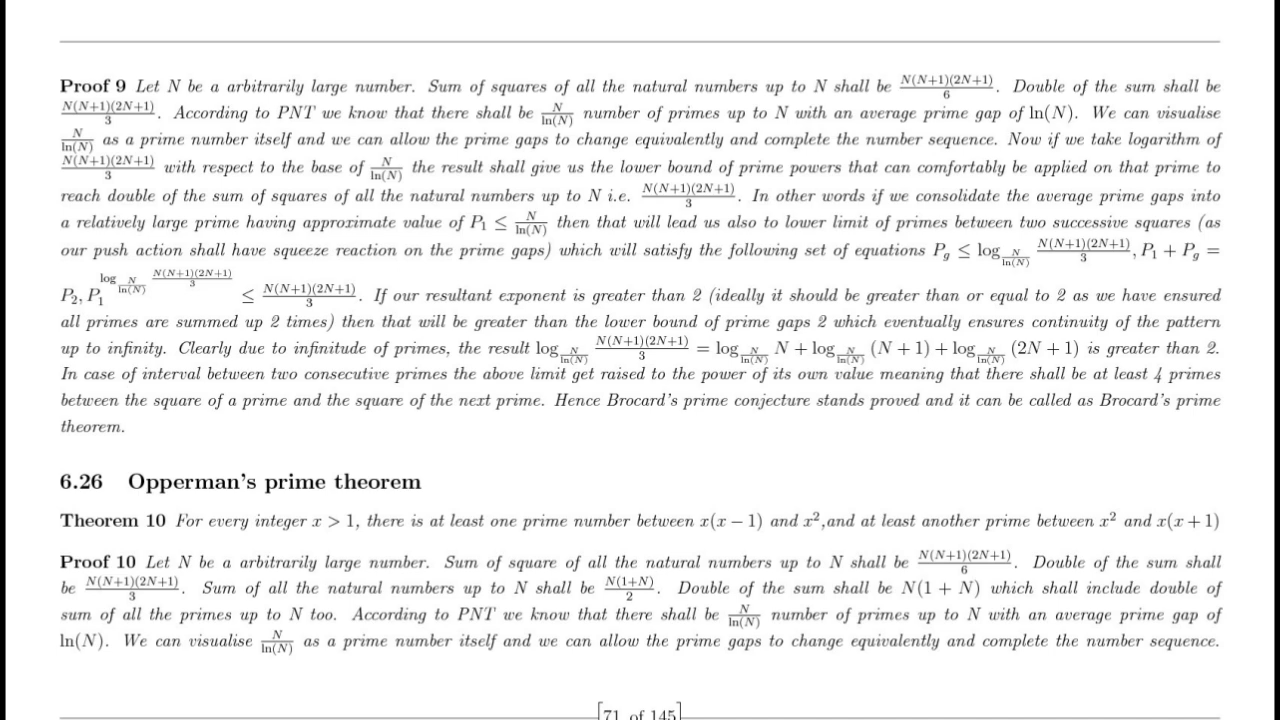 Proof 9 Let N be a arbitrarily large number. Sum of squares of all the natural numbers up to N shall be N(N+1)(2N+1)/6. Double of the sum shall be
N(N+1)(2N+1)/3. According to PNT we know that there shall be N/ln(N) number of primes up to N with an average prime gap of ln(N). We can visualise
N/ln(N) as a prime number itself and we can allow the prime gaps to change equivalently and complete the number sequence. Now if we take logarithm of
N(N+1)(2N+1)/3 with respect to the base of N/ln(N) the result shall give us the lower bound of prime powers that can comfortably be applied on that prime to
reach double of the sum of squares of all the natural numbers up to N i.e. N(N+1)(2N+1)/3. In other words if we consolidate the average prime gaps into
a relatively large prime having approximate value of P₁ ≤ N/ln(N) then that will lead us also to lower limit of primes between two successive squares (as
our push action shall have squeeze reaction on the prime gaps) which will satisfy the following set of equations P_g ≤ log_{N/ln(N)} N(N+1)(2N+1)/3, P₁ + P_g =
P₂, P₁^{log_{N/ln(N)} N(N+1)(2N+1)/3} ≤ N(N+1)(2N+1)/3. If our resultant exponent is greater than 2 (ideally it should be greater than or equal to 2 as we have ensured
all primes are summed up 2 times) then that will be greater than the lower bound of prime gaps 2 which eventually ensures continuity of the pattern
up to infinity. Clearly due to infinitude of primes, the result log_{N/ln(N)} N(N+1)(2N+1)/3 = log_{N/ln(N)} N + log_{N/ln(N)} (N + 1) + log_{N/ln(N)} (2N + 1) is greater than 2.
In case of interval between two consecutive primes the above limit get raised to the power of its own value meaning that there shall be at least 4 primes
between the square of a prime and the square of the next prime. Hence Brocard's prime conjecture stands proved and it can be called as Brocard's prime
theorem.
6.26 Opperman's prime theorem
Theorem 10 For every integer x > 1, there is at least one prime number between x(x − 1) and x²,and at least another prime between x² and x(x + 1)
Proof 10 Let N be a arbitrarily large number. Sum of square of all the natural numbers up to N shall be N(N+1)(2N+1)/6. Double of the sum shall
be N(N+1)(2N+1)/3. Sum of all the natural numbers up to N shall be N(1+N)/2. Double of the sum shall be N(1 + N) which shall include double of
sum of all the primes up to N too. According to PNT we know that there shall be N/ln(N) number of primes up to N with an average prime gap of
ln(N). We can visualise N/ln(N) as a prime number itself and we can allow the prime gaps to change equivalently and complete the number sequence.
71 of 145